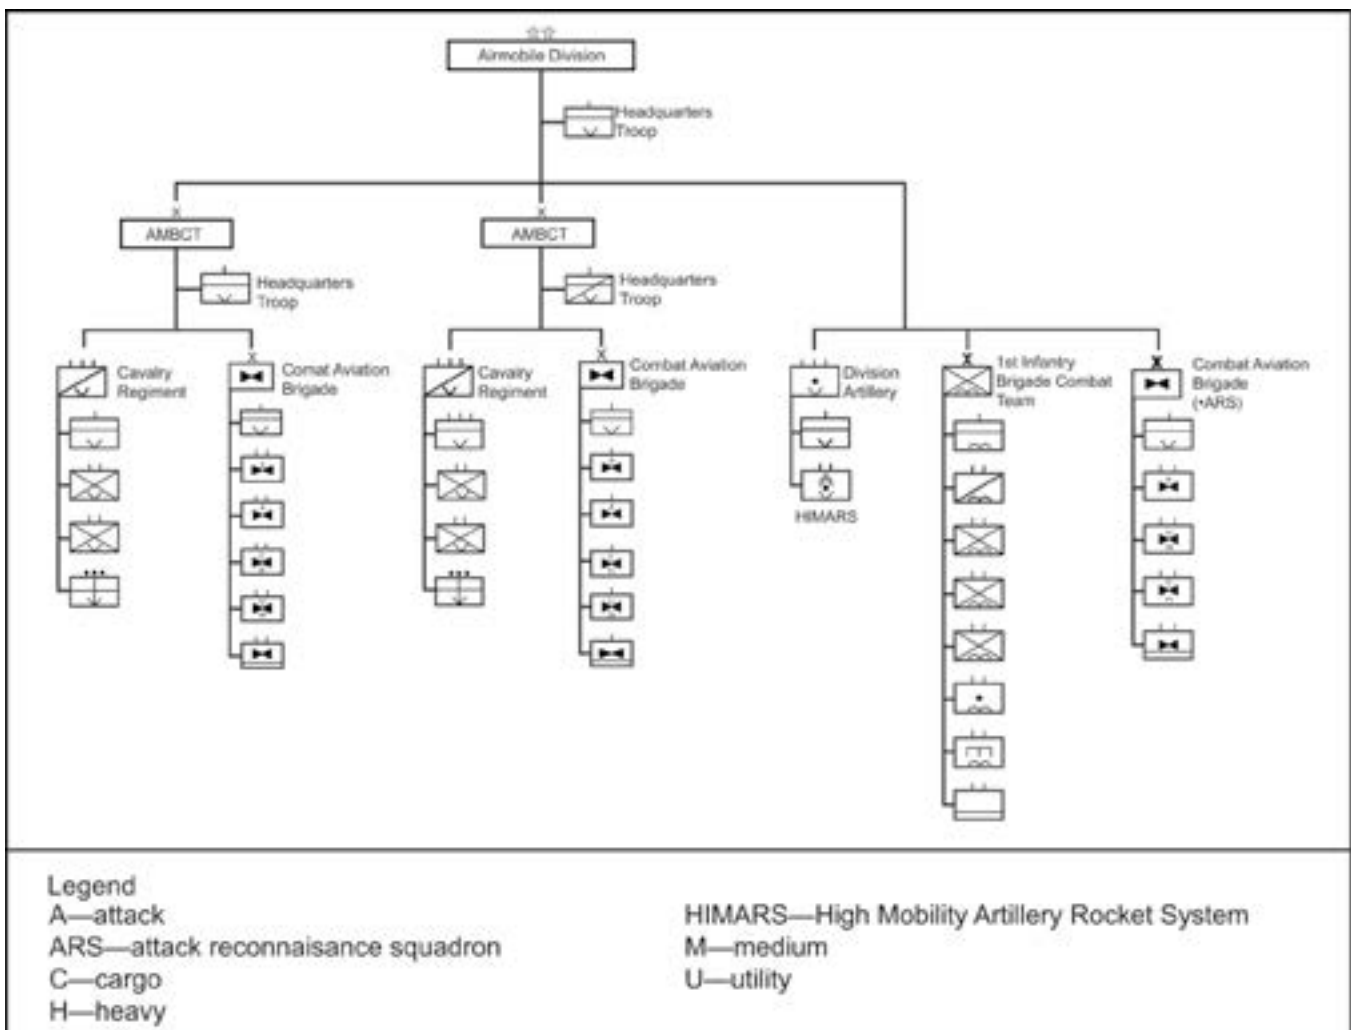 Airmobile Division
Headquarters
Troop
X
AMBCT
X
AMBCT
Headquarters
Troop
Headquarters
Troop
Cavalry
Regiment
X
Comat Aviation
Brigade
Cavalry
Regiment
X
Combat Aviation
Brigade
Division
Artillery
HIMARS
X
1st Infantry
Brigade Combat
Team
X
Combat Aviation
Brigade
(+ARS)
Legend
A—attack
ARS—attack reconnaisance squadron
C—cargo
H—heavy
HIMARS—High Mobility Artillery Rocket System
M—medium
U—utility